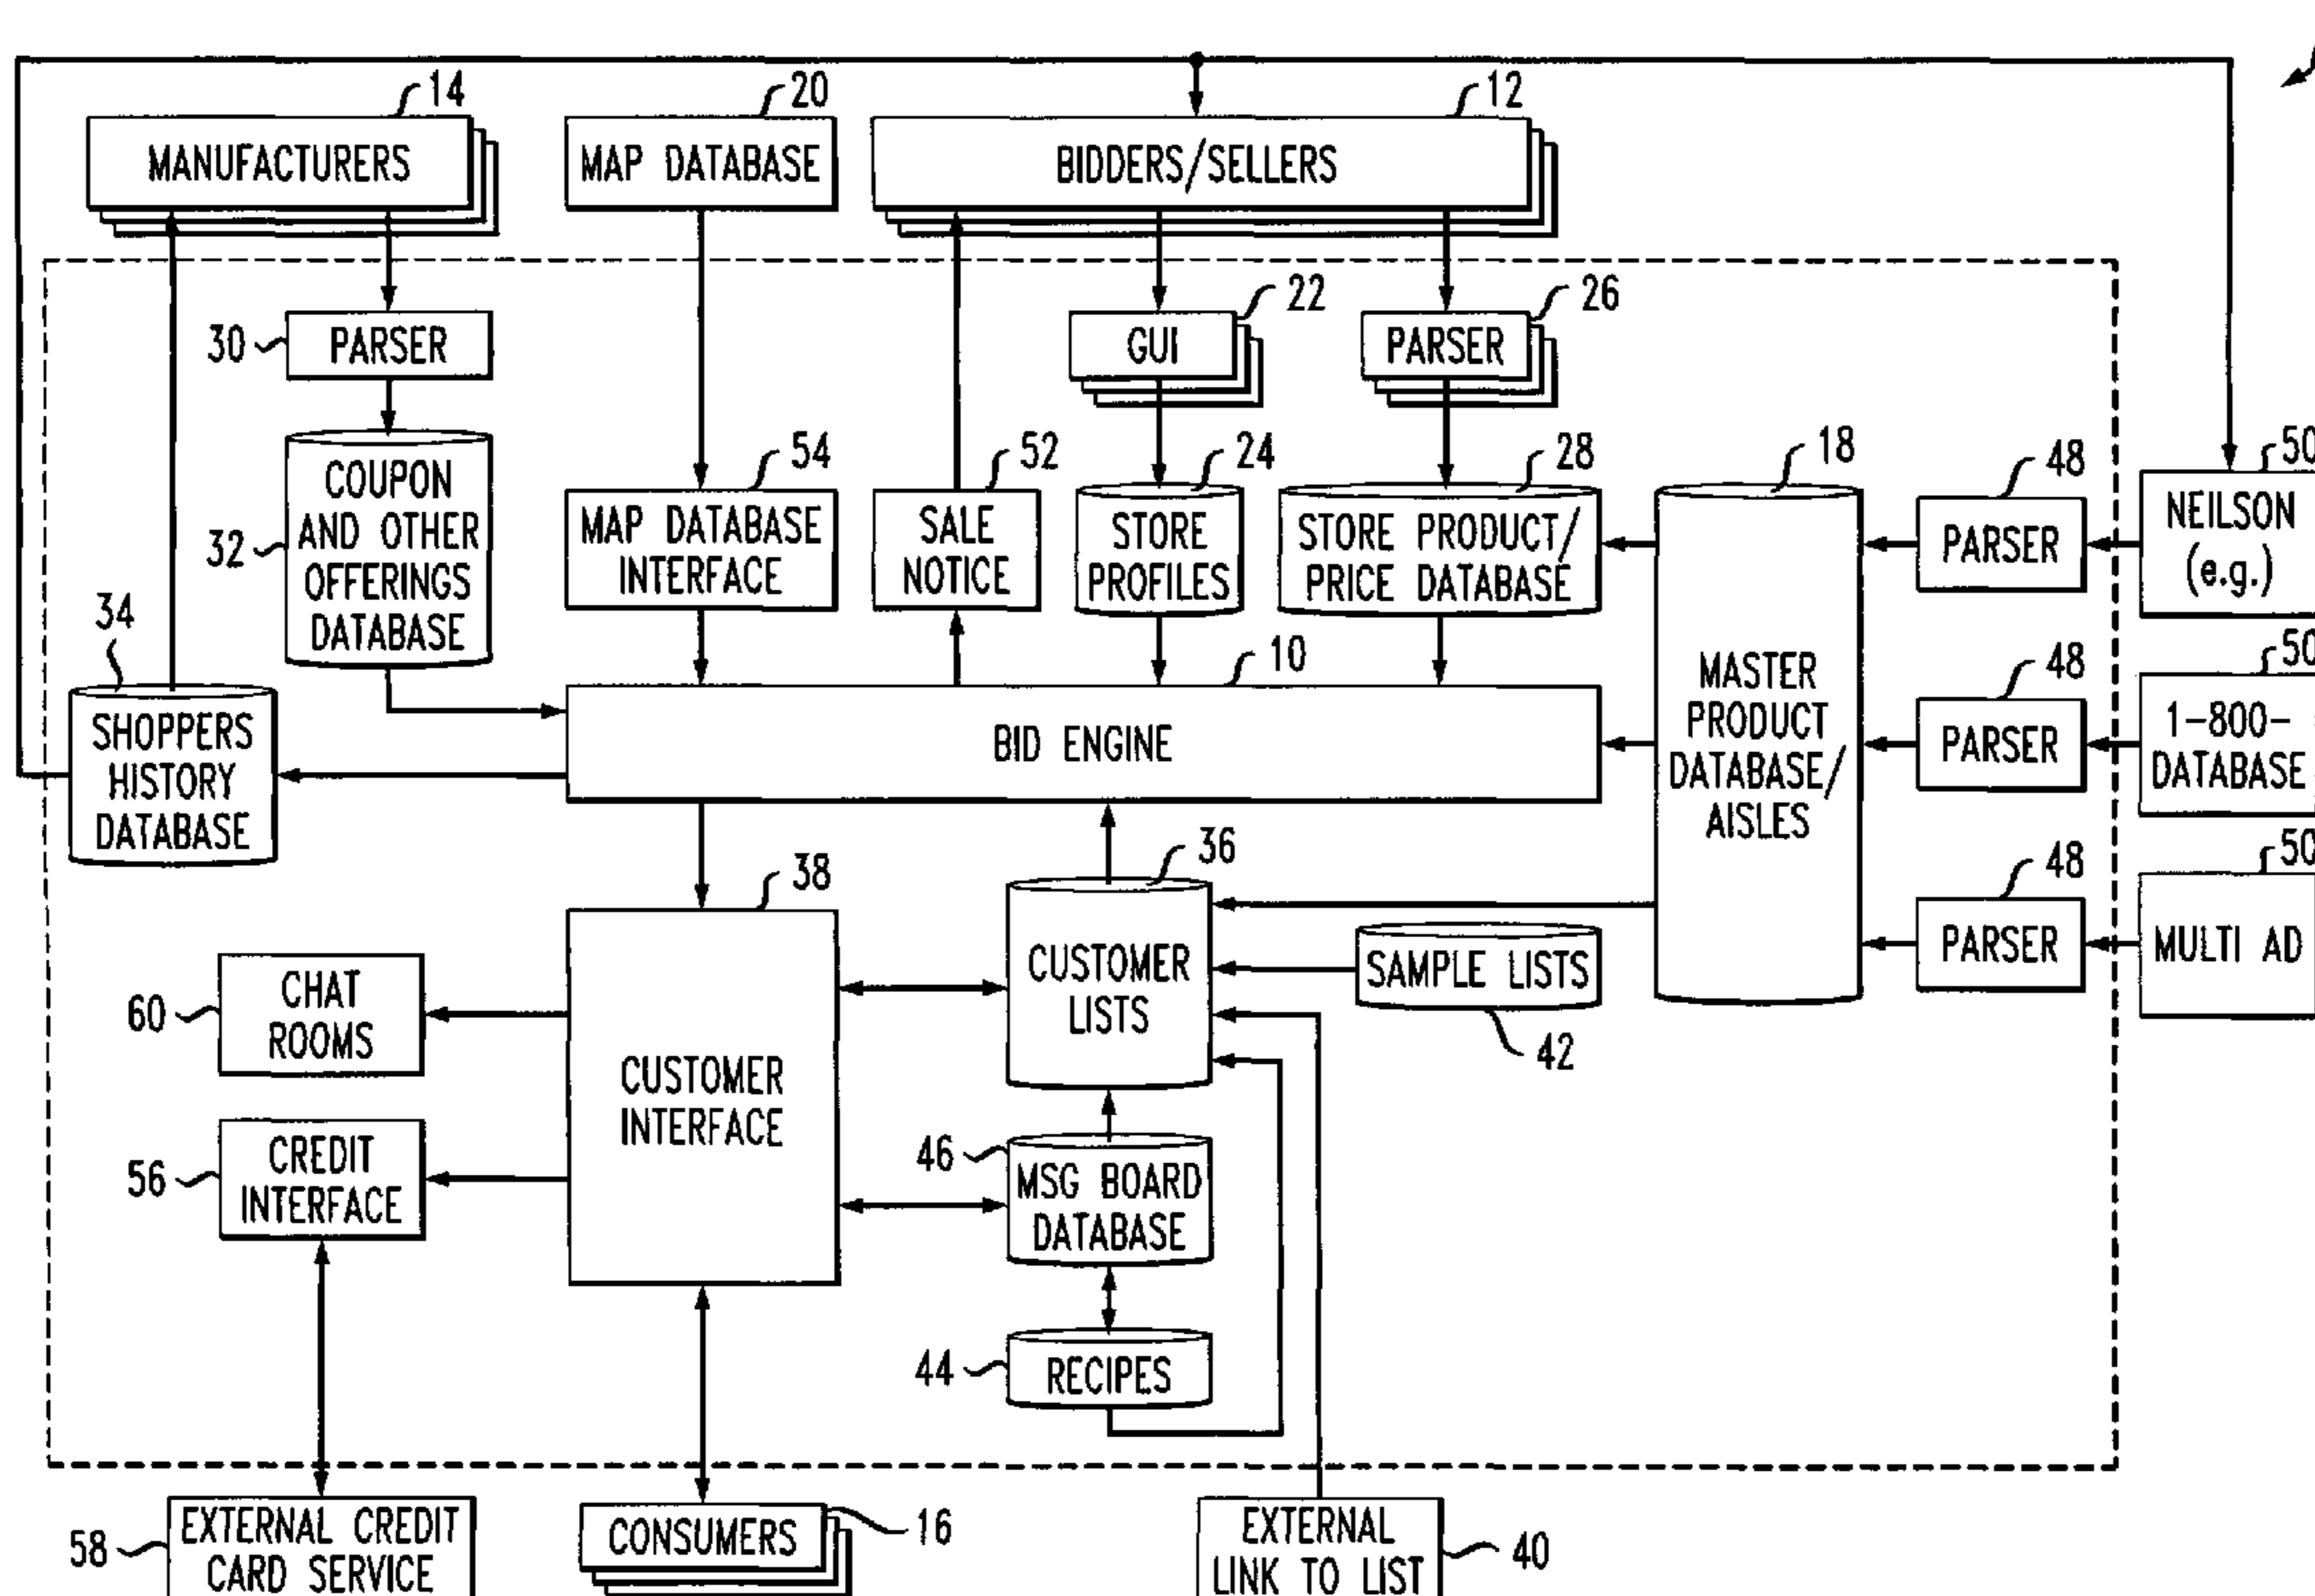 14
20
12
MANUFACTURERS
MAP DATABASE
BIDDERS/SELLERS
22
26
30
PARSER
GUI
PARSER
54
52
24
28
18
48
50
COUPON
AND OTHER
OFFERINGS
DATABASE
32
MAP DATABASE
INTERFACE
SALE
NOTICE
STORE
PROFILES
STORE PRODUCT/
PRICE DATABASE
PARSER
NEILSON
(e.g.)
34
10
48
50
SHOPPERS
HISTORY
DATABASE
BID ENGINE
MASTER
PRODUCT
DATABASE/
AISLES
PARSER
1-800-
DATABASE
38
36
48
50
60
CHAT
ROOMS
CUSTOMER
LISTS
SAMPLE LISTS
42
PARSER
MULTI AD
CUSTOMER
INTERFACE
56
CREDIT
INTERFACE
46
MSG BOARD
DATABASE
44
RECIPES
58
EXTERNAL CREDIT
CARD SERVICE
CONSUMERS
16
EXTERNAL
LINK TO LIST
40